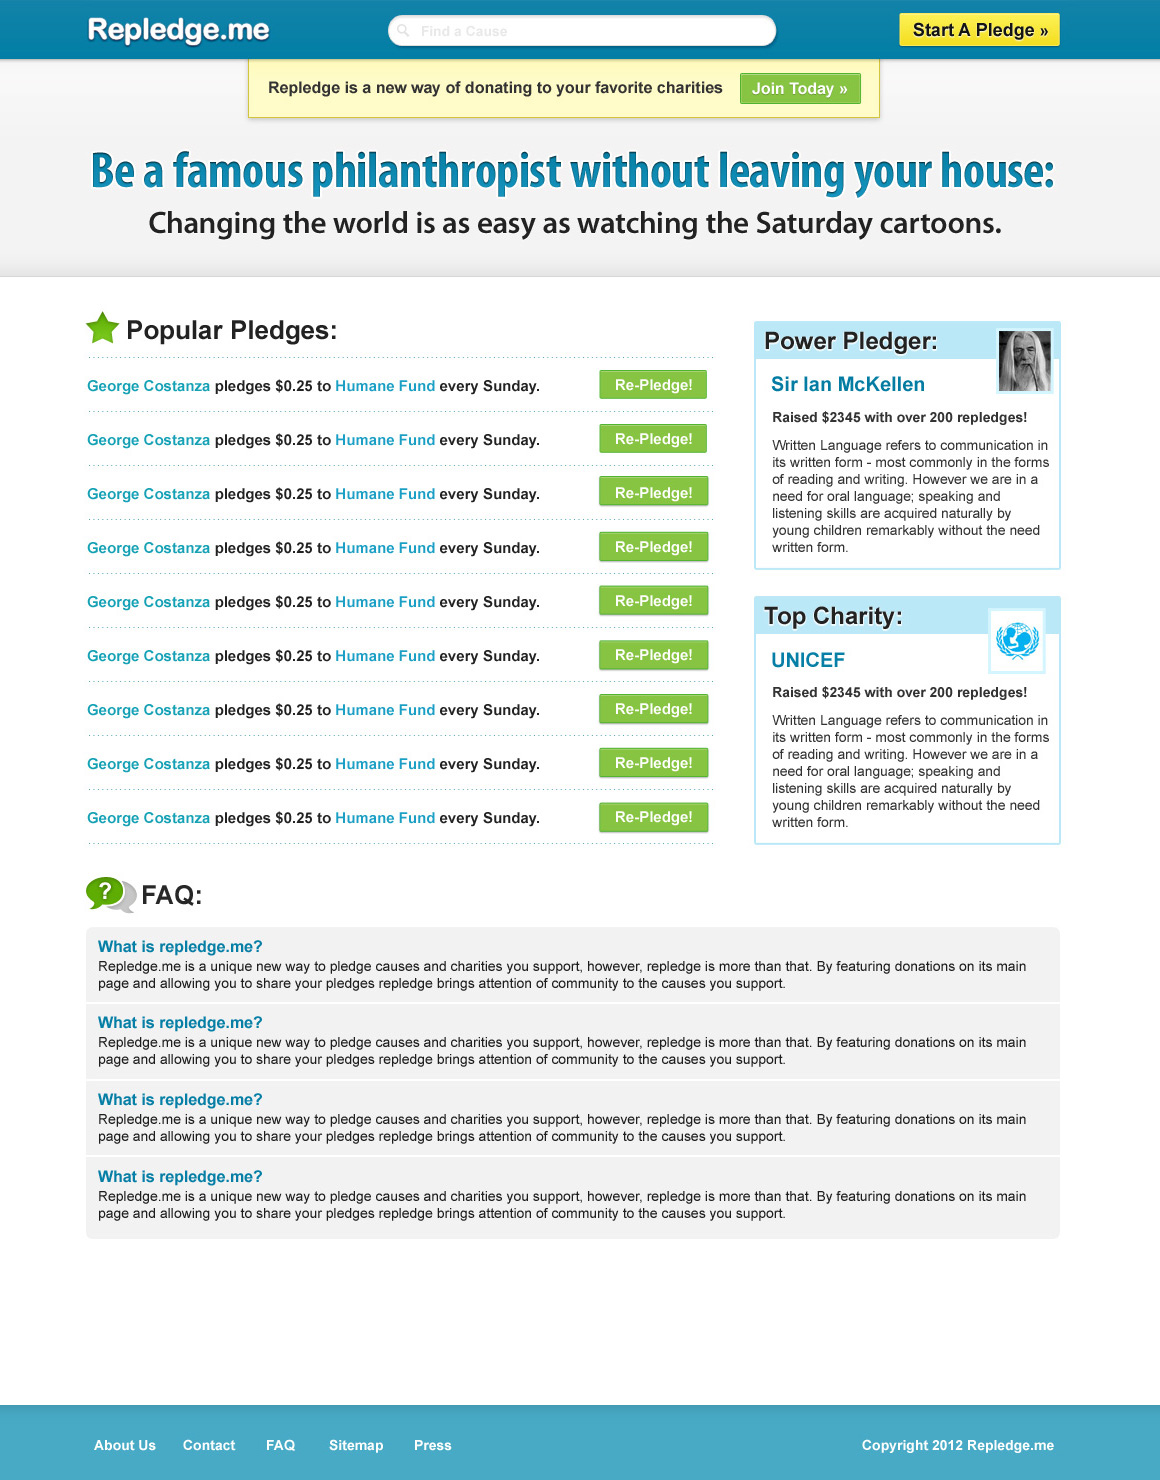 Repledge.me
Find a Cause
Start A Pledge »
Repledge is a new way of donating to your favorite charities
Join Today »
Be a famous philanthropist without leaving your house:
Changing the world is as easy as watching the Saturday cartoons.
Popular Pledges:
George Costanza pledges $0.25 to Humane Fund every Sunday.
Re-Pledge!
George Costanza pledges $0.25 to Humane Fund every Sunday.
Re-Pledge!
George Costanza pledges $0.25 to Humane Fund every Sunday.
Re-Pledge!
George Costanza pledges $0.25 to Humane Fund every Sunday.
Re-Pledge!
George Costanza pledges $0.25 to Humane Fund every Sunday.
Re-Pledge!
George Costanza pledges $0.25 to Humane Fund every Sunday.
Re-Pledge!
George Costanza pledges $0.25 to Humane Fund every Sunday.
Re-Pledge!
George Costanza pledges $0.25 to Humane Fund every Sunday.
Re-Pledge!
George Costanza pledges $0.25 to Humane Fund every Sunday.
Re-Pledge!
Power Pledger:
Sir Ian McKellen
Raised $2345 with over 200 repledges!
Written Language refers to communication in
its written form - most commonly in the forms
of reading and writing. However we are in a
need for oral language; speaking and
listening skills are acquired naturally by
young children remarkably without the need
written form.
Top Charity:
UNICEF
Raised $2345 with over 200 repledges!
Written Language refers to communication in
its written form - most commonly in the forms
of reading and writing. However we are in a
need for oral language; speaking and
listening skills are acquired naturally by
young children remarkably without the need
written form.
?
FAQ:
What is repledge.me?
Repledge.me is a unique new way to pledge causes and charities you support, however, repledge is more than that. By featuring donations on its main
page and allowing you to share your pledges repledge brings attention of community to the causes you support.
What is repledge.me?
Repledge.me is a unique new way to pledge causes and charities you support, however, repledge is more than that. By featuring donations on its main
page and allowing you to share your pledges repledge brings attention of community to the causes you support.
What is repledge.me?
Repledge.me is a unique new way to pledge causes and charities you support, however, repledge is more than that. By featuring donations on its main
page and allowing you to share your pledges repledge brings attention of community to the causes you support.
What is repledge.me?
Repledge.me is a unique new way to pledge causes and charities you support, however, repledge is more than that. By featuring donations on its main
page and allowing you to share your pledges repledge brings attention of community to the causes you support.
About Us
Contact
FAQ
Sitemap
Press
Copyright 2012 Repledge.me